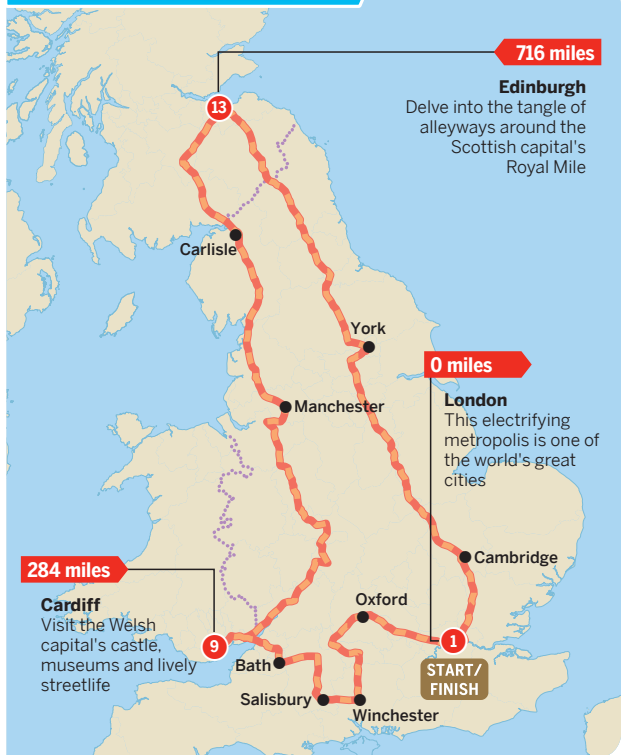 716 miles
Edinburgh
Delve into the tangle of
alleyways around the
Scottish capital's
Royal Mile
13
Carlisle
York
0 miles
London
This electrifying
metropolis is one of
the world's great
cities
Manchester
Cambridge
284 miles
Cardiff
Visit the Welsh
capital's castle,
museums and lively
streetlife
9
Oxford
1
START/
FINISH
Bath
Salisbury
Winchester